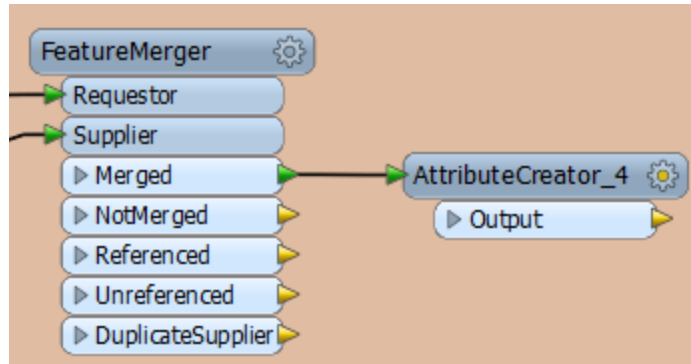 FeatureMerger
Requestor
Supplier
Merged
AttributeCreator_4
NotMerged
Output
Referenced
Unreferenced
DuplicateSupplier